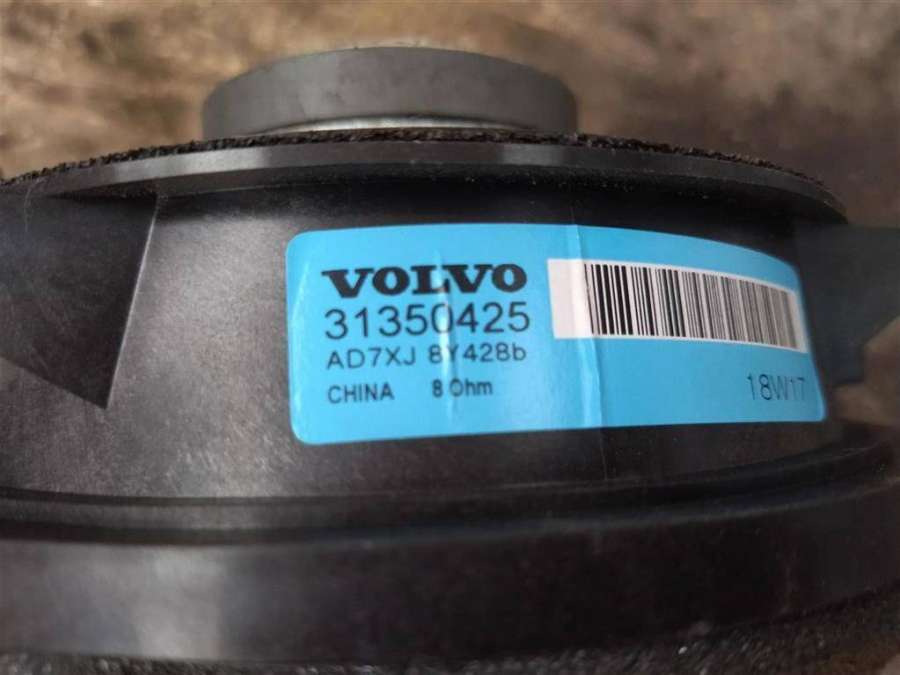 VOLVO
31350425
AD7XJ 8Y428b
CHINA 8 Ohm
18W17